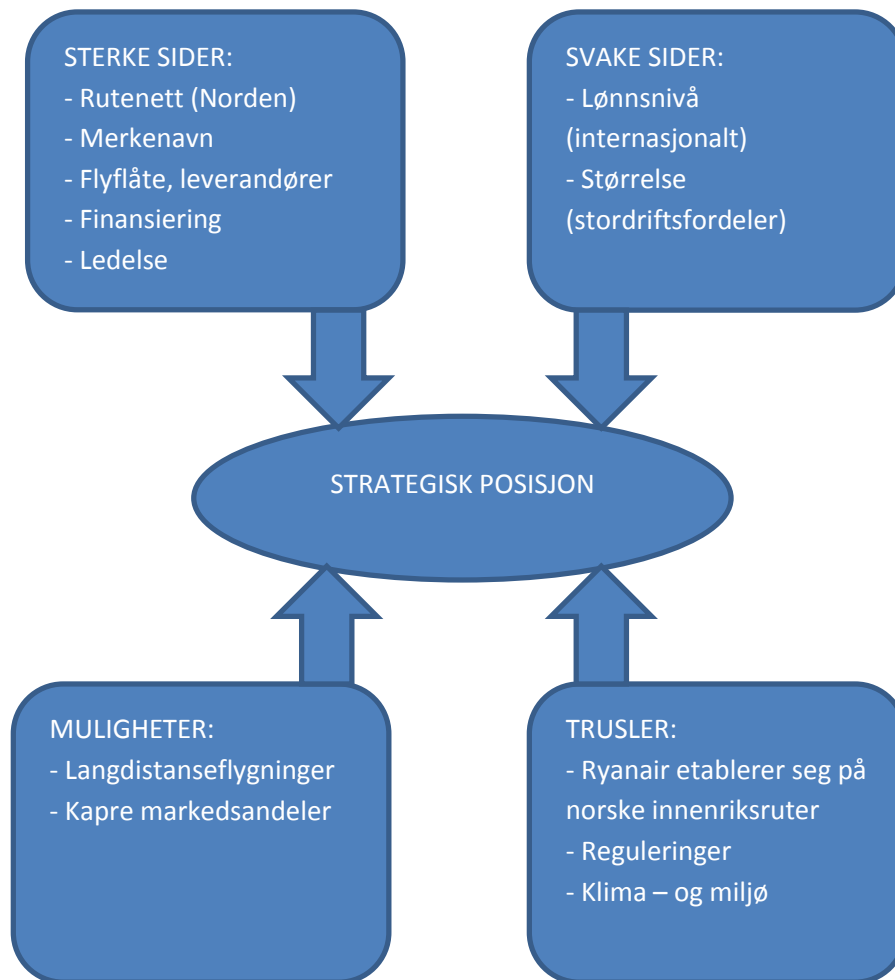 STERKE SIDER:
- Rutenett (Norden)
- Merkenavn
- Flyflåte, leverandører
- Finansiering
- Ledelse
SVAKE SIDER:
- Lønnsnivå
(internasjonalt)
- Størrelse
(stordriftsfordeler)
STRATEGISK POSISJON
MULIGHETER:
- Langdistanseflygninger
- Kapre markedsandeler
TRUSLER:
- Ryanair etablerer seg på
norske innenriksruter
- Reguleringer
- Klima – og miljø